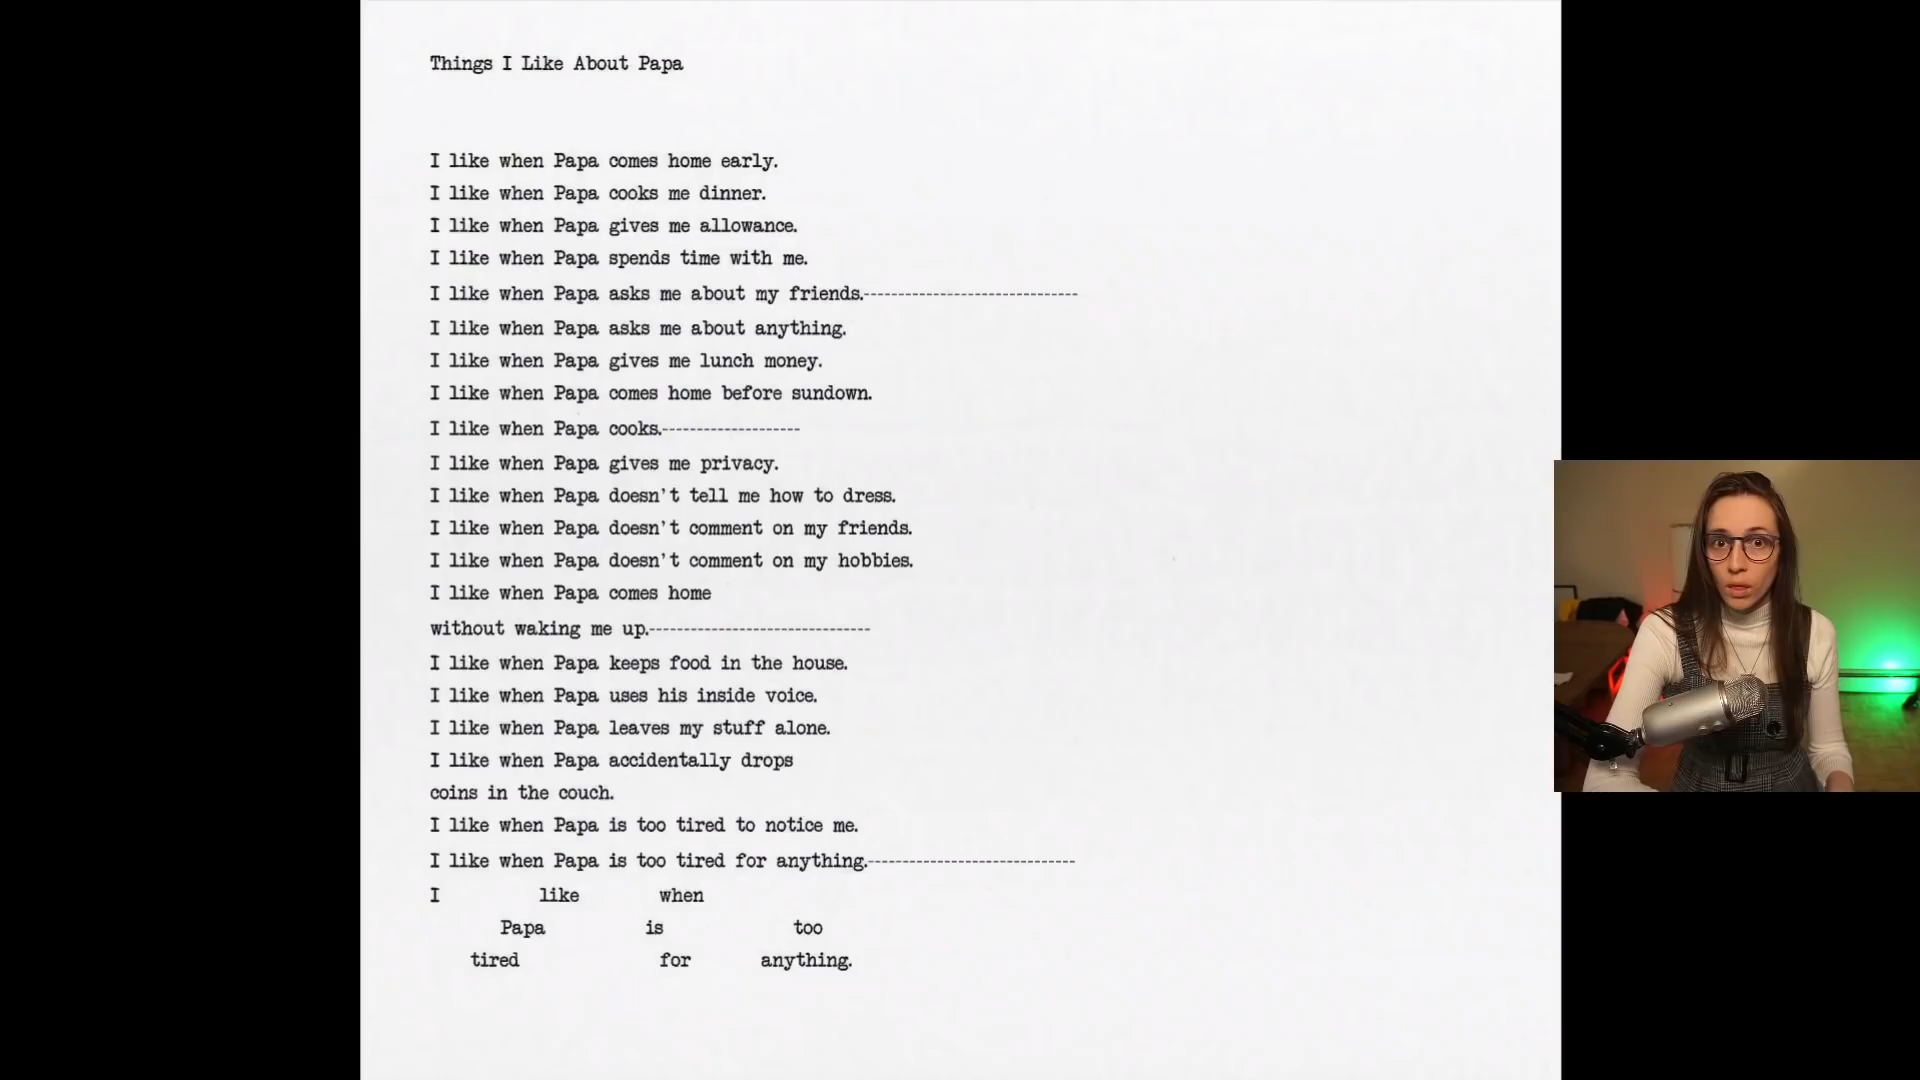 Things I Like About Papa
I like when Papa comes home early.
I like when Papa cooks me dinner.
I like when Papa gives me allowance.
I like when Papa spends time with me.
I like when Papa asks me about my friends.-------------------------------
I like when Papa asks me about anything.
I like when Papa gives me lunch money.
I like when Papa comes home before sundown.
I like when Papa cooks.--------------------
I like when Papa gives me privacy.
I like when Papa doesn't tell me how to dress.
I like when Papa doesn't comment on my friends.
I like when Papa doesn't comment on my hobbies.
I like when Papa comes home
without waking me up.--------------------------------
I like when Papa keeps food in the house.
I like when Papa uses his inside voice.
I like when Papa leaves my stuff alone.
I like when Papa accidentally drops
coins in the couch.
I like when Papa is too tired to notice me.
I like when Papa is too tired for anything.------------------------------
I like when
Papa is too
tired for anything.